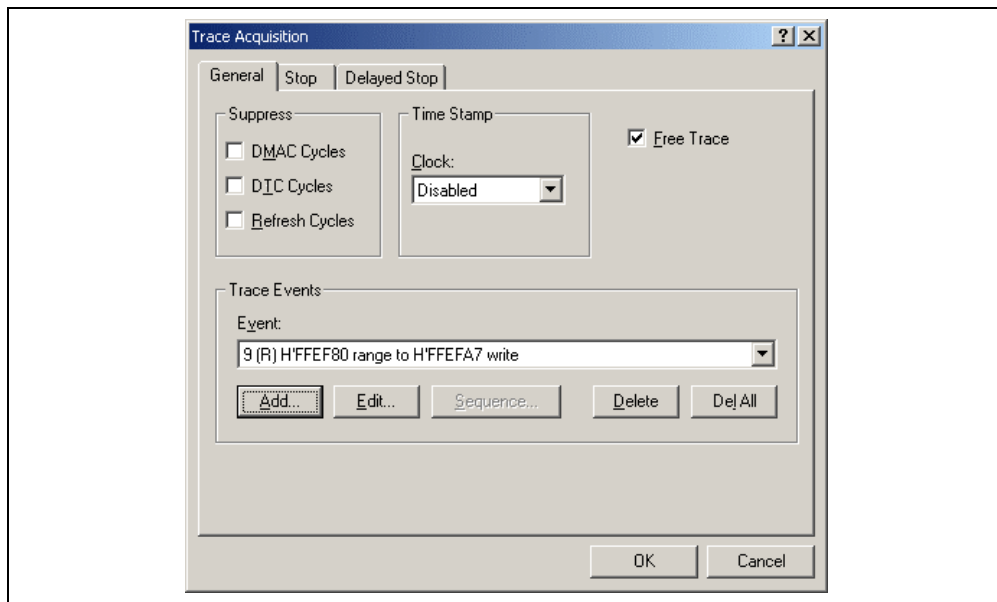 Trace Acquisition
General Stop Delayed Stop
Suppress
DMAC Cycles
DTC Cycles
Refresh Cycles
Time Stamp
Clock:
Disabled
Free Trace
Trace Events
Event:
9 (R) H'FFEF80 range to H'FFEFA7 write
Add... Edit... Sequence... Delete Del All
OK Cancel